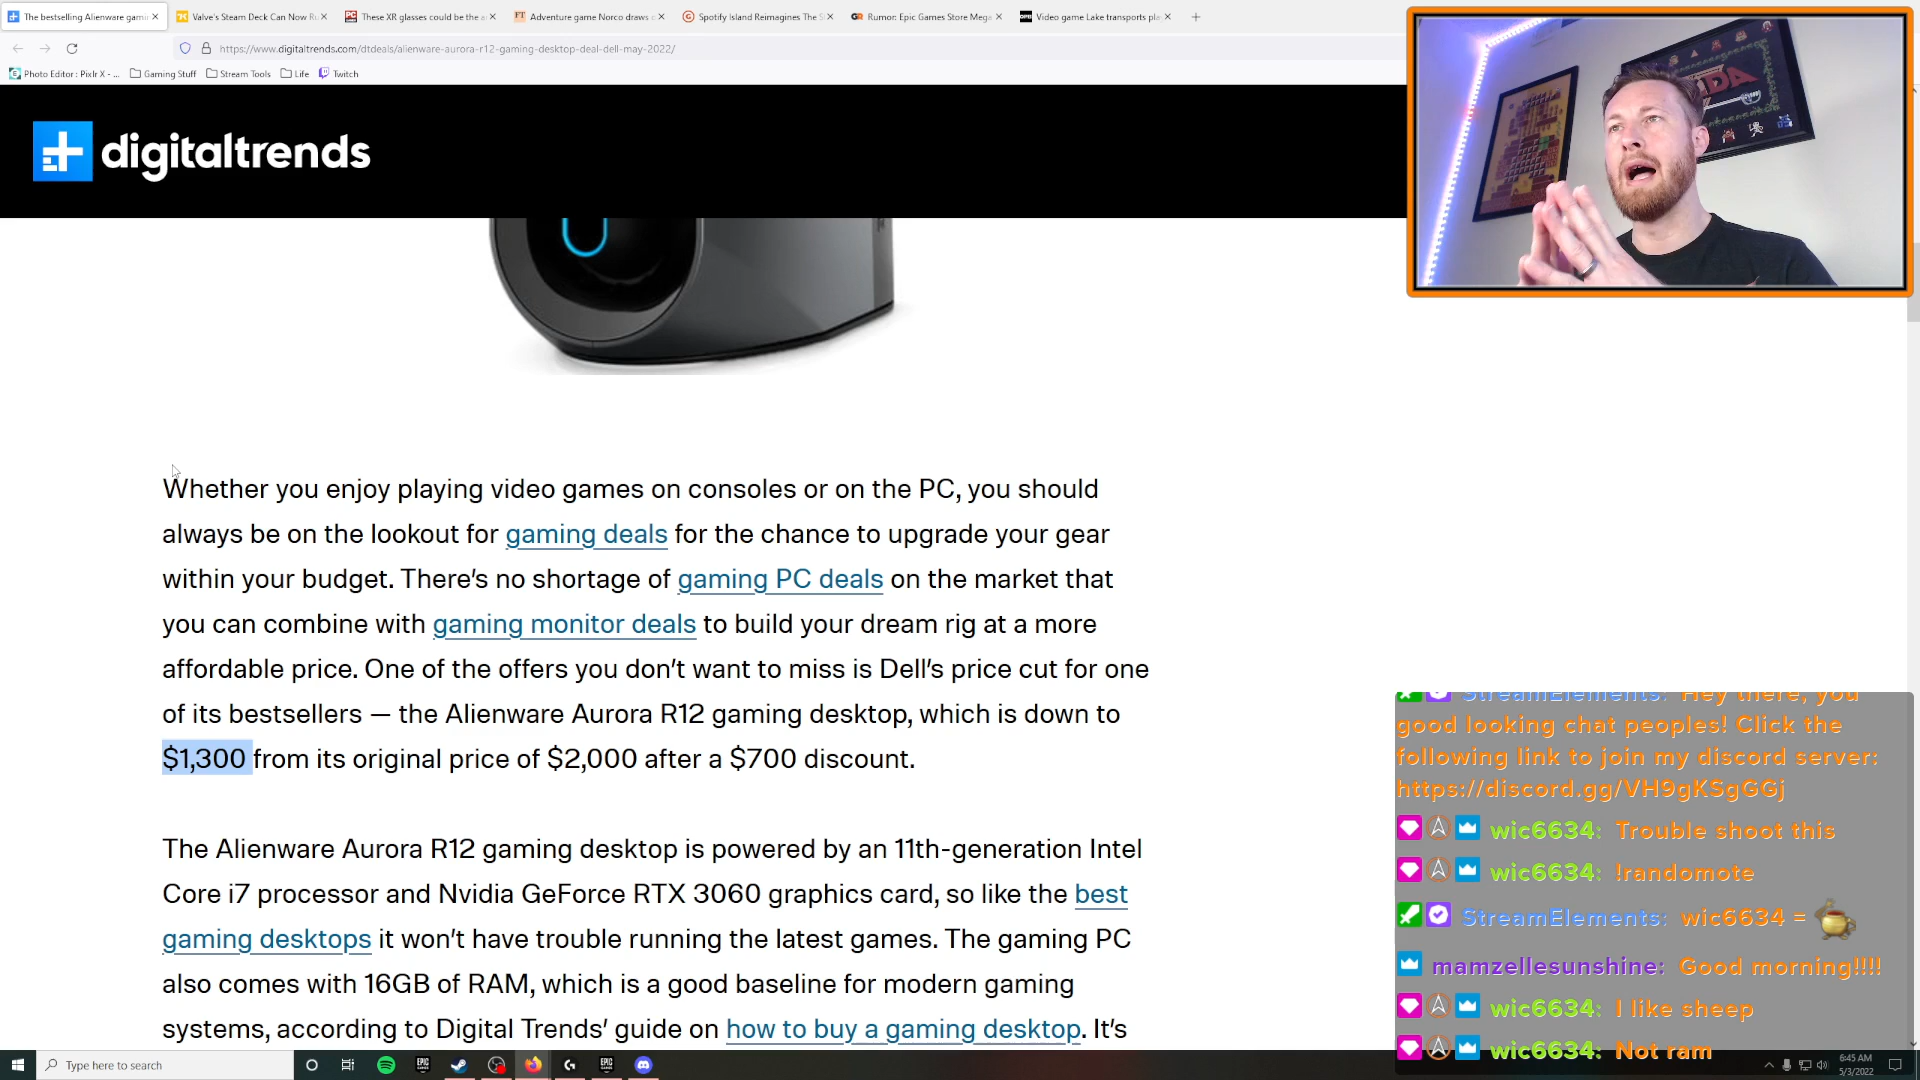 The bestselling Alienware gami
Valve's Steam Deck Can Now Ru
These XR glasses could be the a
Adventure game Norco draws o
Spotify Island Reimagines The S
Rumor: Epic Games Store Mega
Video game Lake transports pla
https://www.digitaltrends.com/dtdeals/alienware-aurora-r12-gaming-desktop-deal-dell-may-2022/
Photo Editor : Pixlr X - ...
Gaming Stuff
Stream Tools
Life
Twitch
digitaltrends
Whether you enjoy playing video games on consoles or on the PC, you should
always be on the lookout for gaming deals for the chance to upgrade your gear
within your budget. There's no shortage of gaming PC deals on the market that
you can combine with gaming monitor deals to build your dream rig at a more
affordable price. One of the offers you don't want to miss is Dell's price cut for one
of its bestsellers — the Alienware Aurora R12 gaming desktop, which is down to
$1,300 from its original price of $2,000 after a $700 discount.
The Alienware Aurora R12 gaming desktop is powered by an 11th-generation Intel
Core i7 processor and Nvidia GeForce RTX 3060 graphics card, so like the best
gaming desktops it won't have trouble running the latest games. The gaming PC
also comes with 16GB of RAM, which is a good baseline for modern gaming
systems, according to Digital Trends' guide on how to buy a gaming desktop. It's
StreamElements: Hey there, you
good looking chat peoples! Click the
following link to join my discord server:
https://discord.gg/VH9gKSgGGj
wic6634: Trouble shoot this
wic6634: !randomote
StreamElements: wic6634 =
mamzellesunshine: Good morning!!!!
wic6634: I like sheep
wic6634: Not ram
Type here to search
6:45 AM
5/3/2022